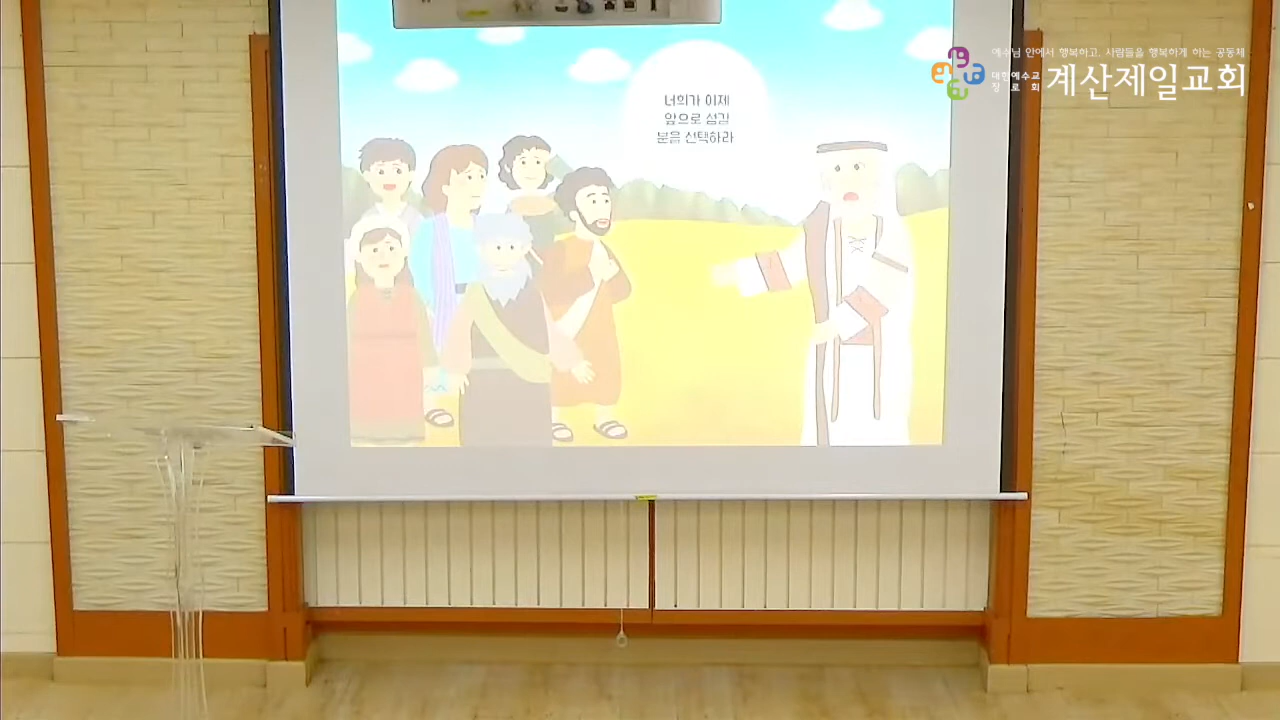 너희가 이제
앞으로 섬길
분을 선택하라
예수님 안에서 행복하고, 사람들을 행복하게 하는 공동체
대한예수교
장로회
계산제일교회